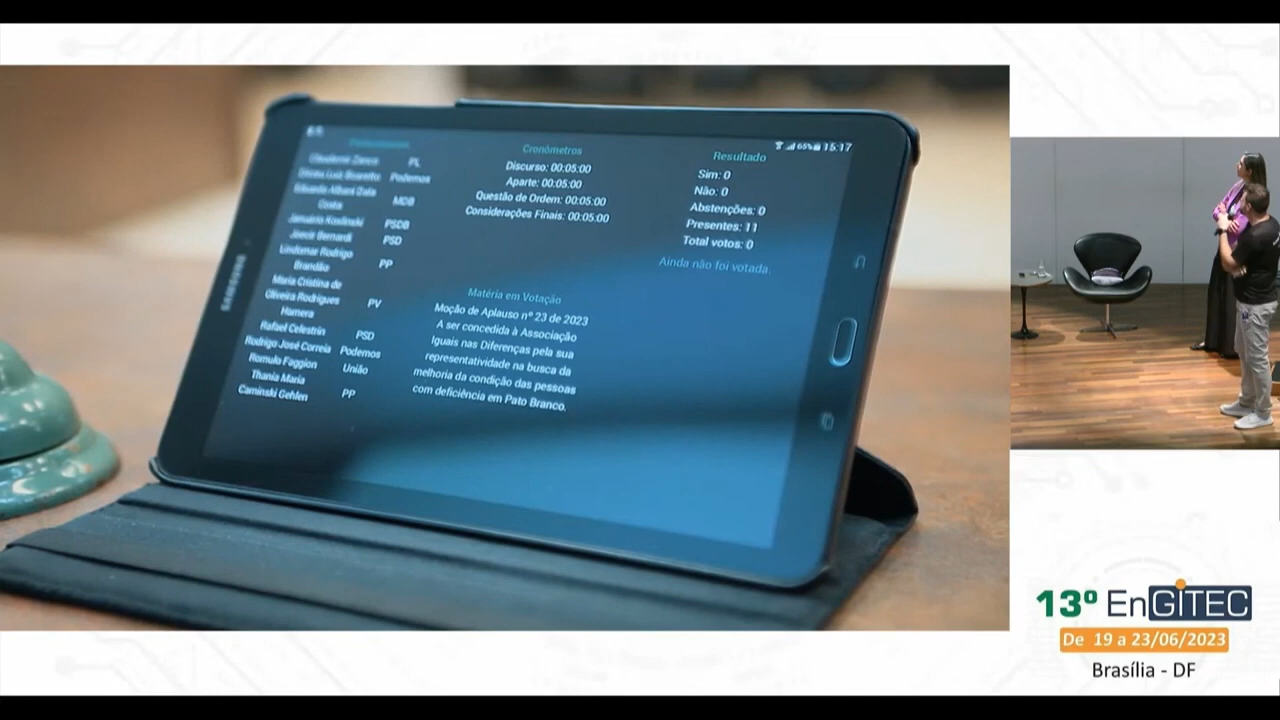 65% 15:17
Parlamentares
Claudemir Zanco PL
Dirceu Luiz Boaretto Podemos
Eduardo Albani Dala
Costa MDB
Januário Koslinski PSDB
Joecir Bernardi PSD
Lindomar Rodrigo
Brandão PP
Maria Cristina de
Oliveira Rodrigues
Hamera PV
Rafael Celestrin PSD
Rodrigo José Correia Podemos
Romulo Faggion União
Thania Maria
Caminski Gehlen PP
Cronômetros
Discurso: 00:05:00
Aparte: 00:05:00
Questão de Ordem: 00:05:00
Considerações Finais: 00:05:00
Matéria em Votação
Moção de Aplauso nº 23 de 2023
A ser concedida à Associação
Iguais nas Diferenças pela sua
representatividade na busca da
melhoria da condição das pessoas
com deficiência em Pato Branco.
Resultado
Sim: 0
Não: 0
Abstenções: 0
Presentes: 11
Total votos: 0
Ainda não foi votada.
SAMSUNG
13º EnGITEC
De 19 a 23/06/2023
Brasília - DF